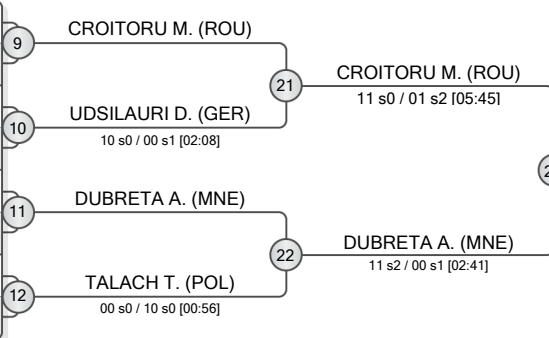 9
CROITORU M. (ROU)
21
CROITORU M. (ROU)
11 s0 / 01 s2 [05:45]
10
UDSILAURI D. (GER)
10 s0 / 00 s1 [02:08]
11
DUBRETA A. (MNE)
22
DUBRETA A. (MNE)
11 s2 / 00 s1 [02:41]
12
TALACH T. (POL)
00 s0 / 10 s0 [00:56]